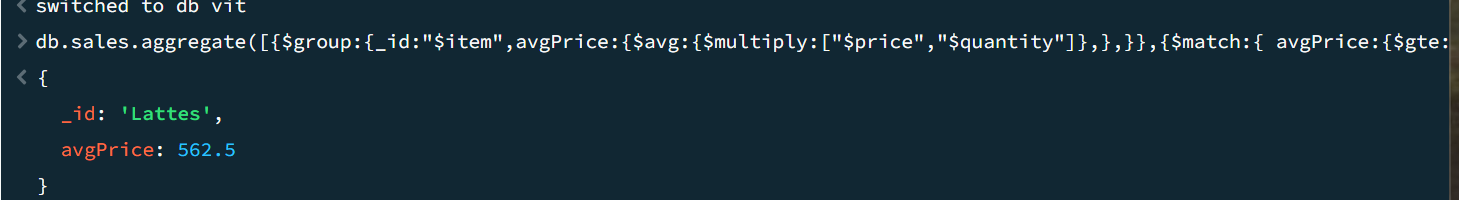 switched to db vit
db.sales.aggregate([{$group:{_id:"$item",avgPrice:{$avg:{$multiply:["$price","$quantity"]},},}},{$match:{ avgPrice:{$gte:
{
_id: 'Lattes',
avgPrice: 562.5
}